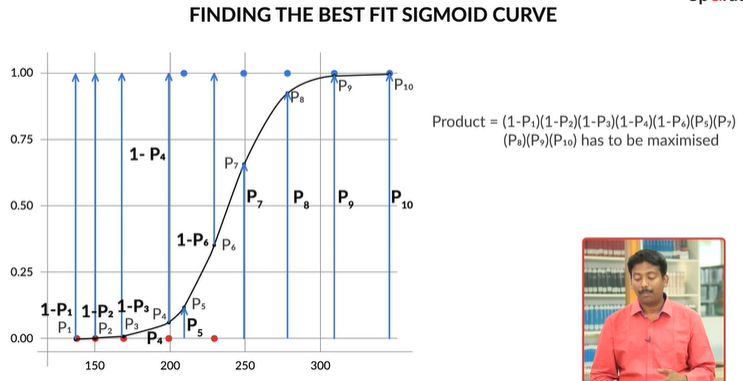 FINDING THE BEST FIT SIGMOID CURVE
1.00
P₈
P₉
P₁₀
Product = (1-P₁)(1-P₂)(1-P₃)(1-P₄)(1-P₆)(P₅)(P₇)
(P₈)(P₉)(P₁₀) has to be maximised
0.75
1- P₄
P₇
0.50
P₇
P₈
P₉
P₁₀
1-P₆
P₆
0.25
1-P₁
1-P₂
1-P₃
P₄
P₅
P₁
P₂
P₃
P₅
0.00
P₄
150
200
250
300